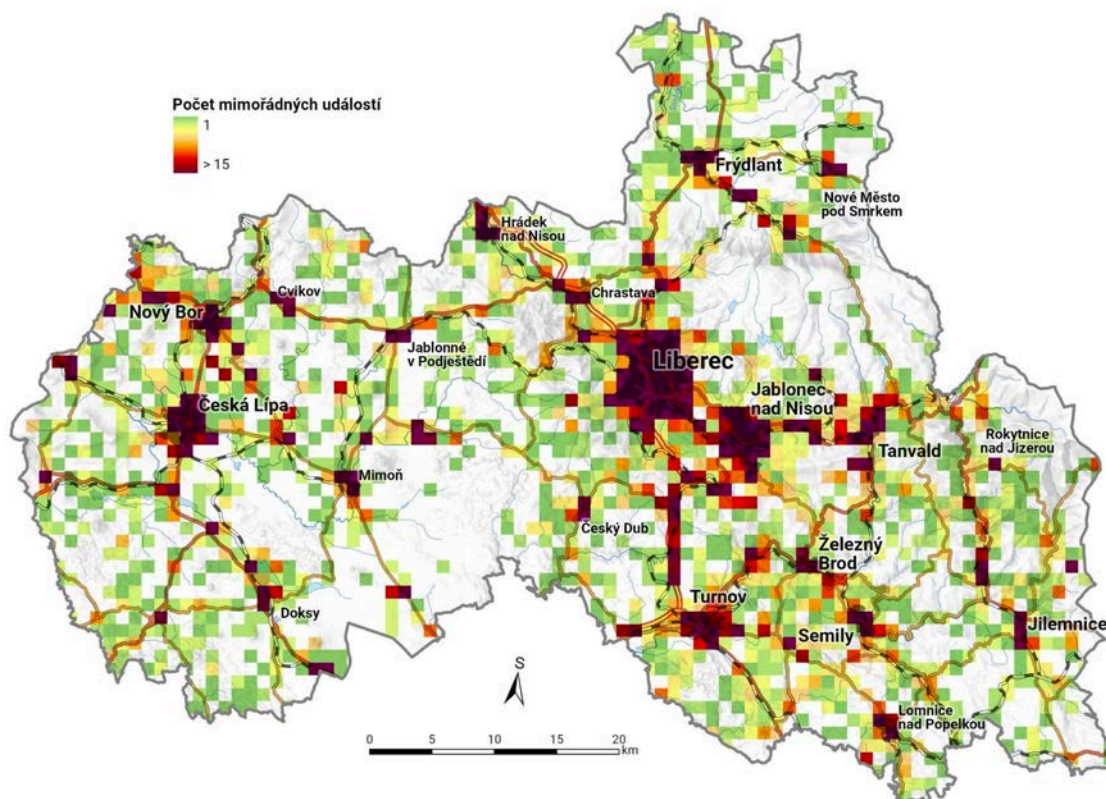 Počet mimořádných událostí
1
> 15
Frýdlant
Nové Město
pod Smrkem
Hrádek
nad Nisou
Cvikov
Chrastava
Nový Bor
Jablonné
v Podještědí
Liberec
Jablonec
nad Nisou
Česká Lípa
Tanvald
Rokytnice
nad Jizerou
Mimoň
Český Dub
Železný
Brod
Turnov
Doksy
Semily
Jilemnice
S
Lomnice
nad Popelkou
0 5 10 15 20
km